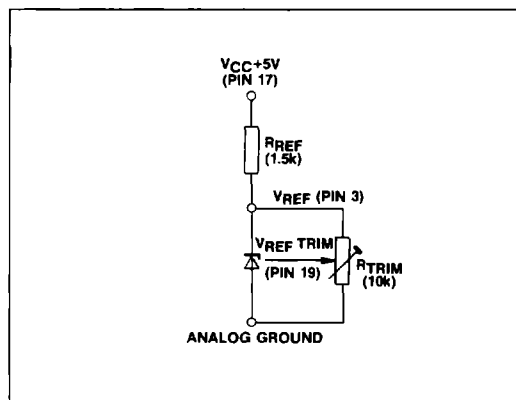 VCC+5V
(PIN 17)
RREF
(1.5k)
VREF (PIN 3)
VREF TRIM
(PIN 19)
RTRIM
(10k)
ANALOG GROUND